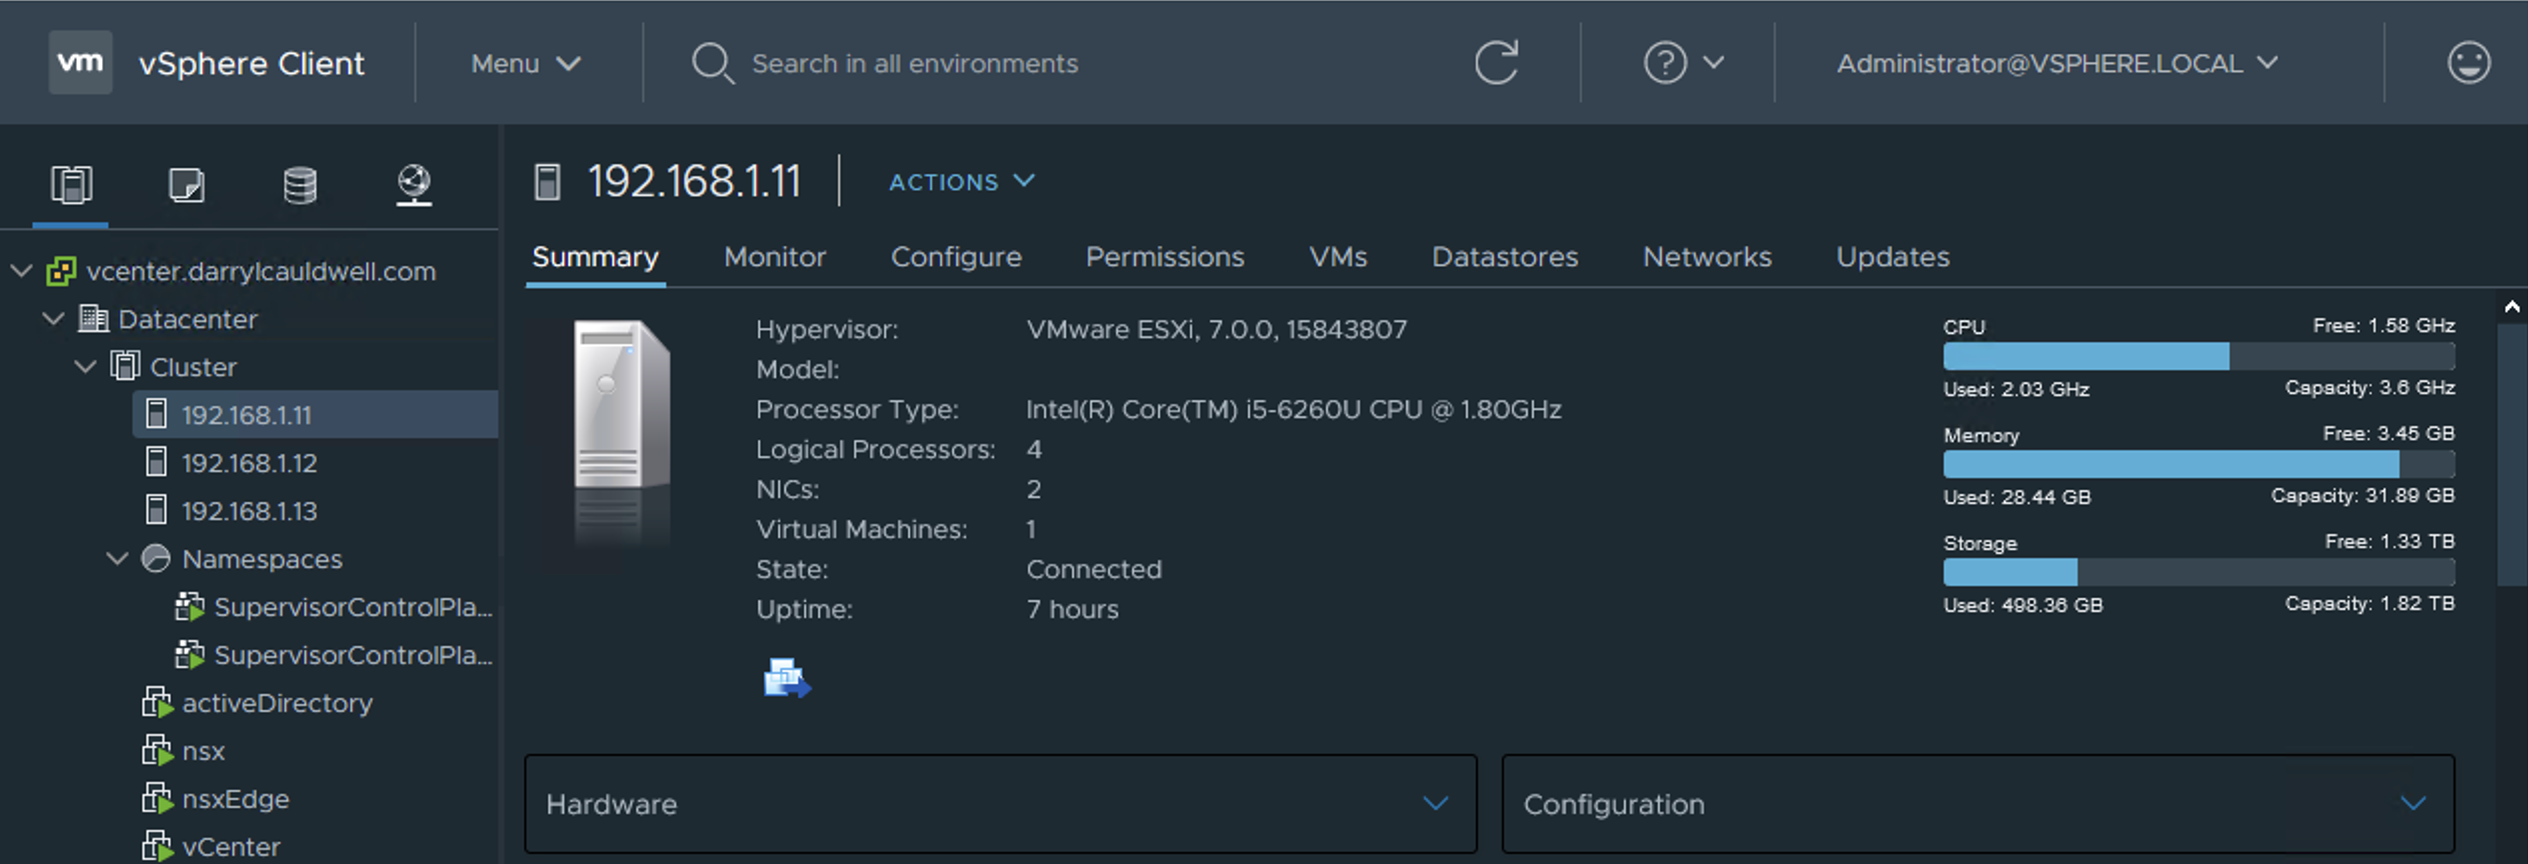 vm vSphere Client Menu Search in all environments Administrator@VSPHERE.LOCAL
192.168.1.11 ACTIONS
Summary Monitor Configure Permissions VMs Datastores Networks Updates
vcenter.darrylcauldwell.com
Datacenter
Cluster
192.168.1.11
192.168.1.12
192.168.1.13
Namespaces
SupervisorControlPla...
SupervisorControlPla...
activeDirectory
nsx
nsxEdge
vCenter
Hypervisor: VMware ESXi, 7.0.0, 15843807
Model:
Processor Type: Intel(R) Core(TM) i5-6260U CPU @ 1.80GHz
Logical Processors: 4
NICs: 2
Virtual Machines: 1
State: Connected
Uptime: 7 hours
CPU Free: 1.58 GHz
Used: 2.03 GHz Capacity: 3.6 GHz
Memory Free: 3.45 GB
Used: 28.44 GB Capacity: 31.89 GB
Storage Free: 1.33 TB
Used: 498.36 GB Capacity: 1.82 TB
Hardware
Configuration